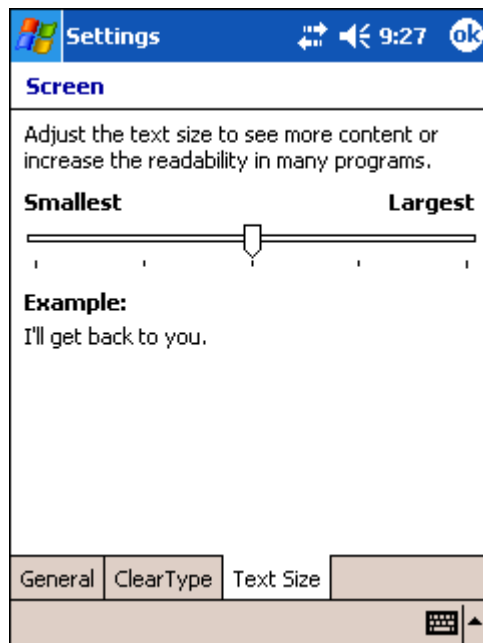 Settings 9:27 ok
Screen
Adjust the text size to see more content or
increase the readability in many programs.
Smallest Largest
Example:
I'll get back to you.
General ClearType Text Size